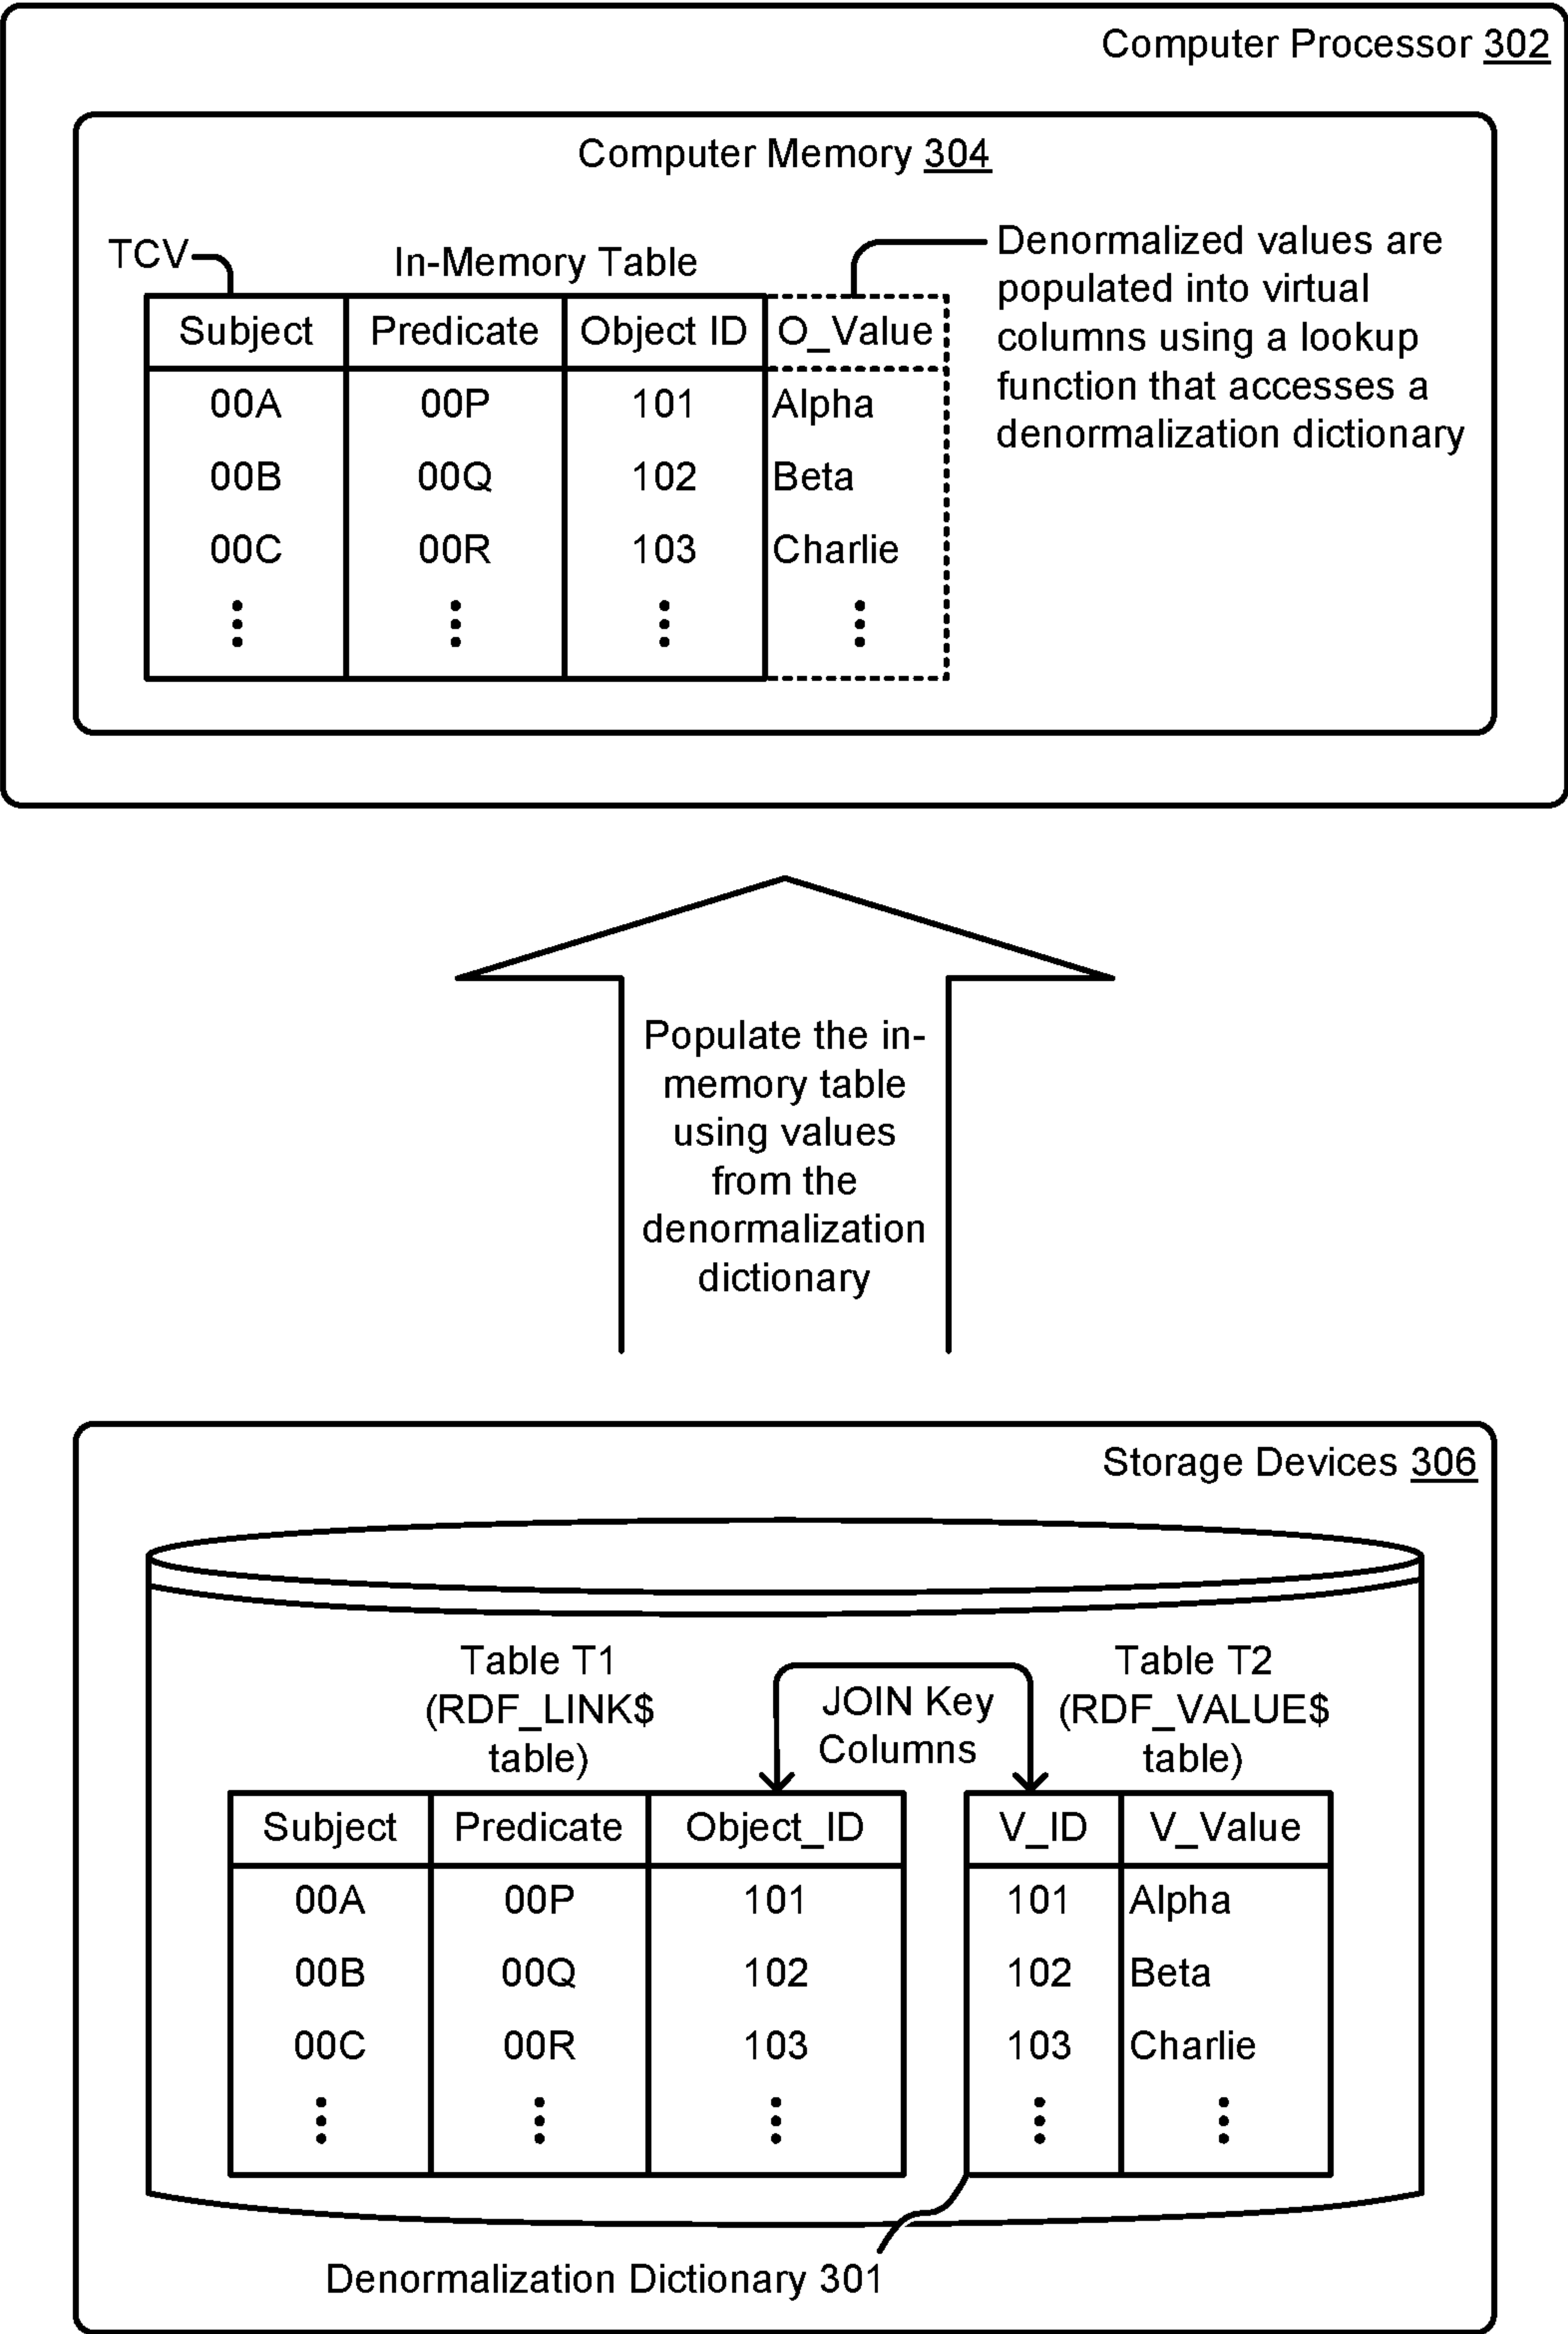 Computer Processor 302
Computer Memory 304
TCV
In-Memory Table
Denormalized values are
populated into virtual
columns using a lookup
function that accesses a
denormalization dictionary
Subject Predicate Object ID O_Value
00A 00P 101 Alpha
00B 00Q 102 Beta
00C 00R 103 Charlie
Populate the in-
memory table
using values
from the
denormalization
dictionary
Storage Devices 306
Table T1
(RDF_LINK$
table)
JOIN Key
Columns
Table T2
(RDF_VALUE$
table)
Subject Predicate Object_ID V_ID V_Value
00A 00P 101 101 Alpha
00B 00Q 102 102 Beta
00C 00R 103 103 Charlie
Denormalization Dictionary 301